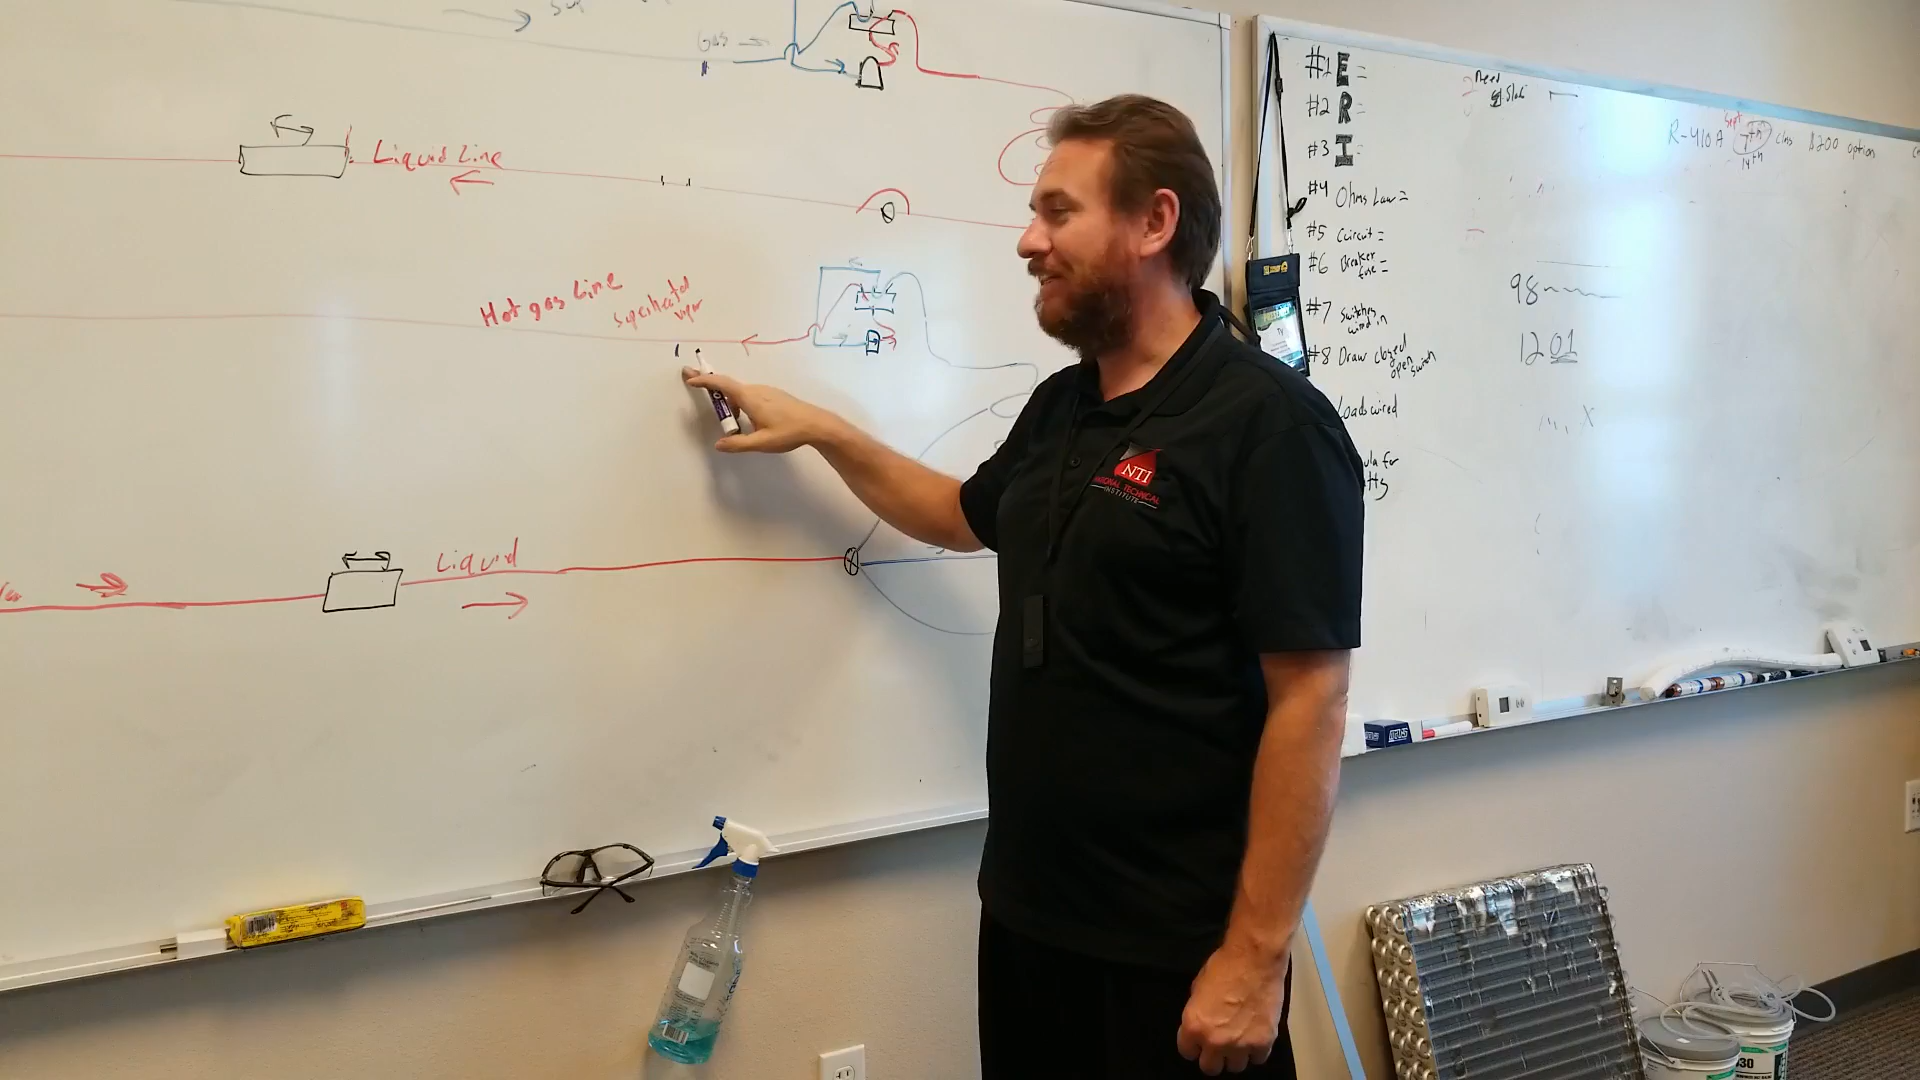 Gas
Liquid Line
Hot gas Line
Superheated
vapor
Liquid
NTI
NATIONAL TECHNICAL
INSTITUTE
#1 E =
#2 R =
#3 I =
#4 Ohms Law =
#5 Circuit =
#6 Breaker
fuse =
#7 Switches
wired in
#8 Draw closed
open switch
Loads wired
Need
R-410A Sept 7th class $200 option
14th
98
1201